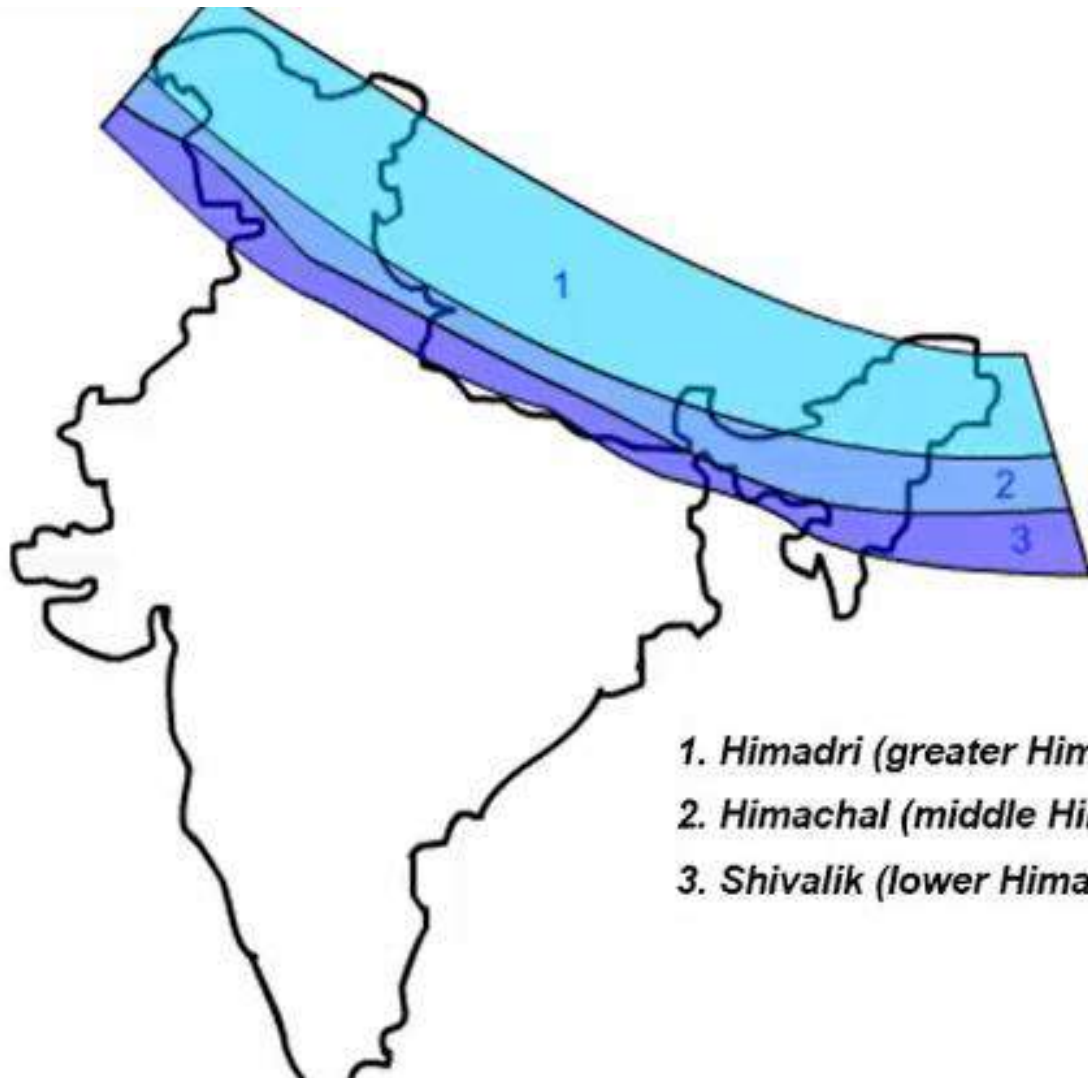 1
2
3
1. Himadri (greater Him
2. Himachal (middle Hi
3. Shivalik (lower Hima